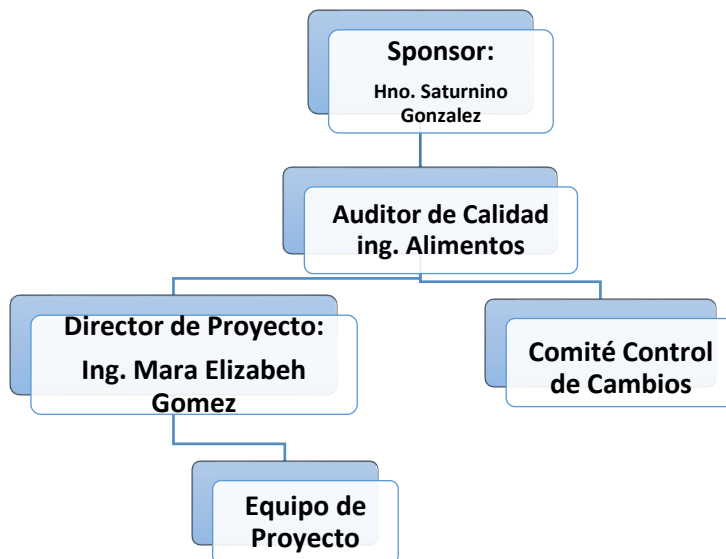 Sponsor:
Hno. Saturnino
Gonzalez
Auditor de Calidad
ing. Alimentos
Director de Proyecto:
Ing. Mara Elizabeh
Gomez
Comité Control
de Cambios
Equipo de
Proyecto